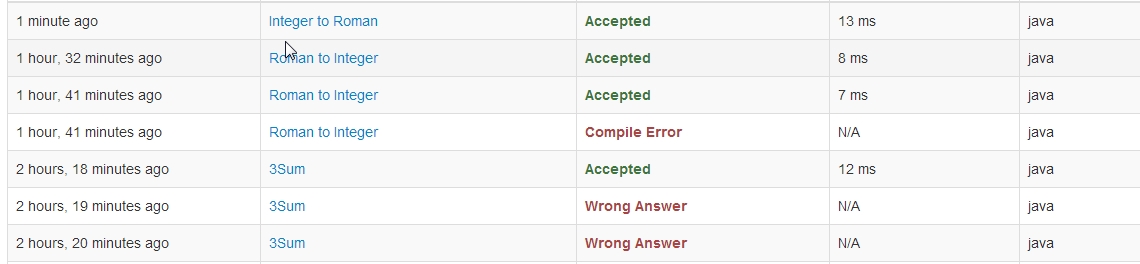 1 minute ago Integer to Roman Accepted 13 ms java
1 hour, 32 minutes ago Roman to Integer Accepted 8 ms java
1 hour, 41 minutes ago Roman to Integer Accepted 7 ms java
1 hour, 41 minutes ago Roman to Integer Compile Error N/A java
2 hours, 18 minutes ago 3Sum Accepted 12 ms java
2 hours, 19 minutes ago 3Sum Wrong Answer N/A java
2 hours, 20 minutes ago 3Sum Wrong Answer N/A java